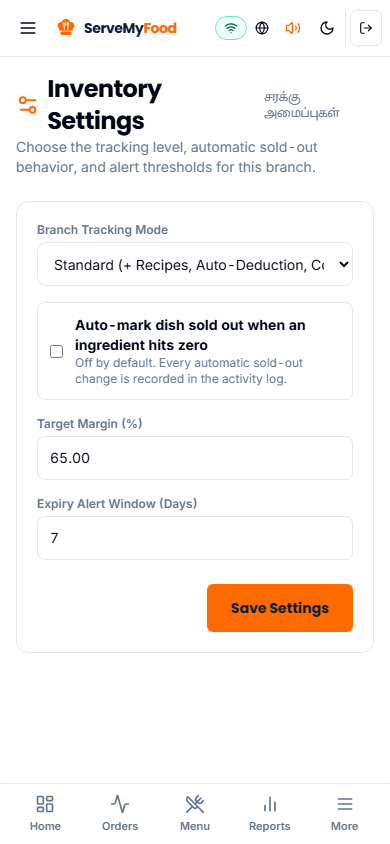 ServeMyFood
Inventory
Settings
சரக்கு
அமைப்புகள்
Choose the tracking level, automatic sold-out
behavior, and alert thresholds for this branch.
Branch Tracking Mode
Standard (+ Recipes, Auto-Deduction, Co
Auto-mark dish sold out when an
ingredient hits zero
Off by default. Every automatic sold-out
change is recorded in the activity log.
Target Margin (%)
65.00
Expiry Alert Window (Days)
7
Save Settings
Home
Orders
Menu
Reports
More